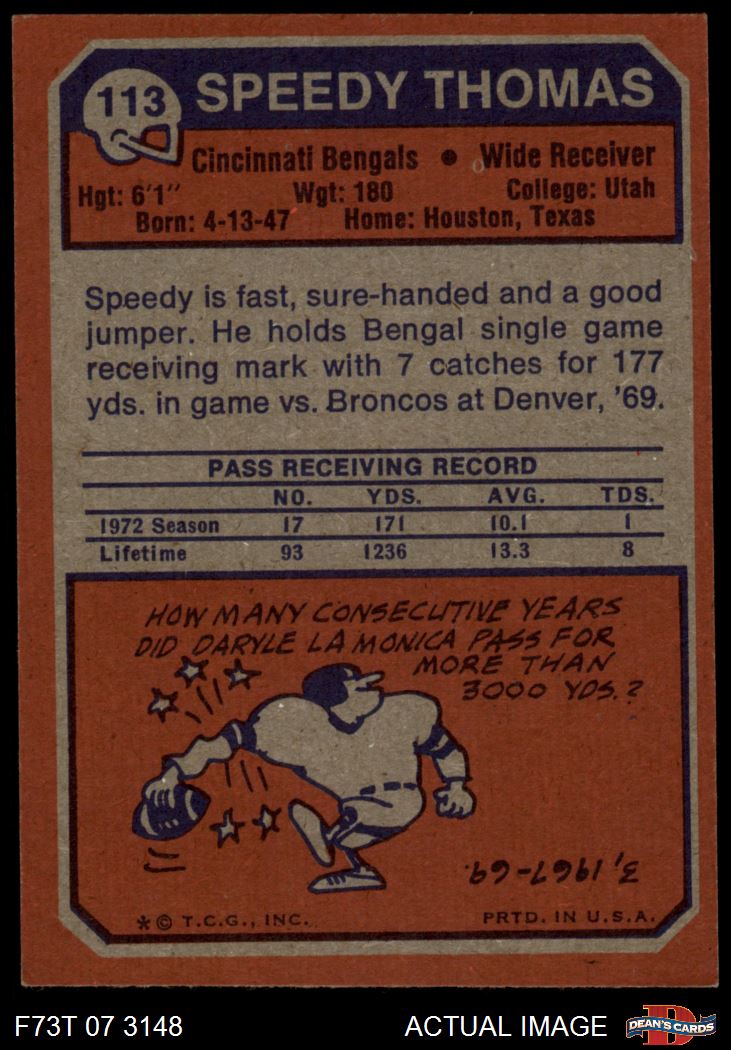 113
SPEEDY THOMAS
Cincinnati Bengals • Wide Receiver
Hgt: 6'1" Wgt: 180 College: Utah
Born: 4-13-47 Home: Houston, Texas
Speedy is fast, sure-handed and a good
jumper. He holds Bengal single game
receiving mark with 7 catches for 177
yds. in game vs. Broncos at Denver, '69.
PASS RECEIVING RECORD
NO. YDS. AVG. TDS.
1972 Season 17 171 10.1 1
Lifetime 93 1236 13.3 8
HOW MANY CONSECUTIVE YEARS
DID DARYLE LA MONICA PASS FOR
MORE THAN
3000 YDS.?
3, 1967-69.
* © T.C.G., INC. PRTD. IN U.S.A.
F73T 07 3148 ACTUAL IMAGE
D
DEAN'S CARDS